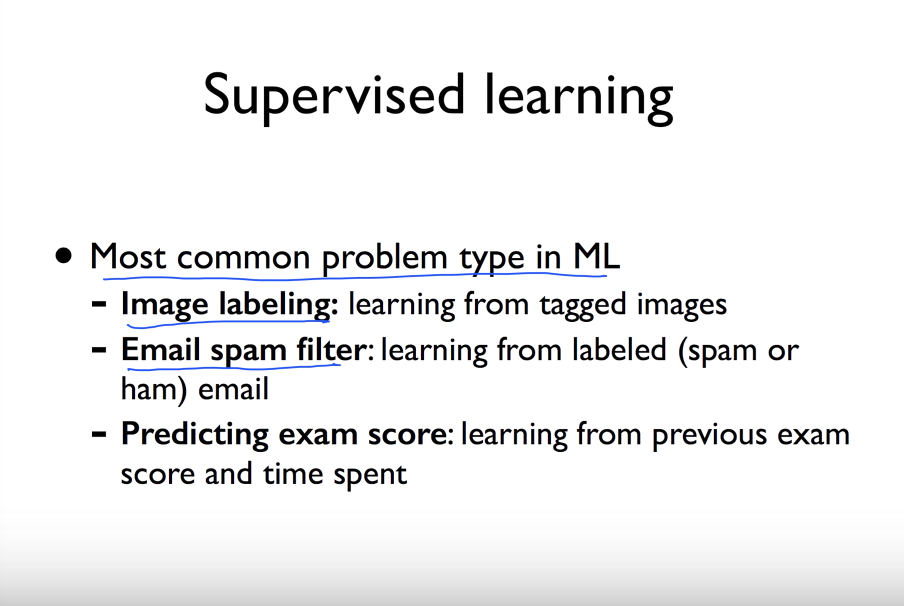 Supervised learning
• Most common problem type in ML
- Image labeling: learning from tagged images
- Email spam filter: learning from labeled (spam or
ham) email
- Predicting exam score: learning from previous exam
score and time spent